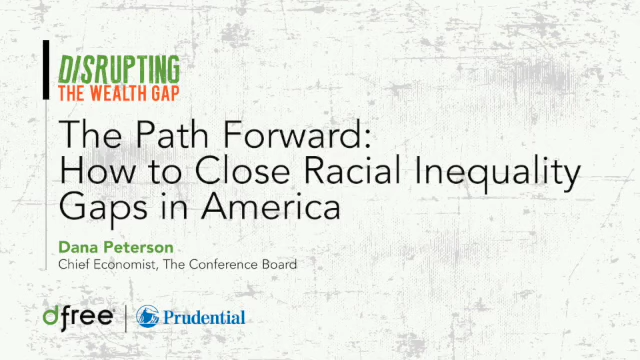 DISRUPTING
THE WEALTH GAP
The Path Forward:
How to Close Racial Inequality
Gaps in America
Dana Peterson
Chief Economist, The Conference Board
dfree® | Prudential